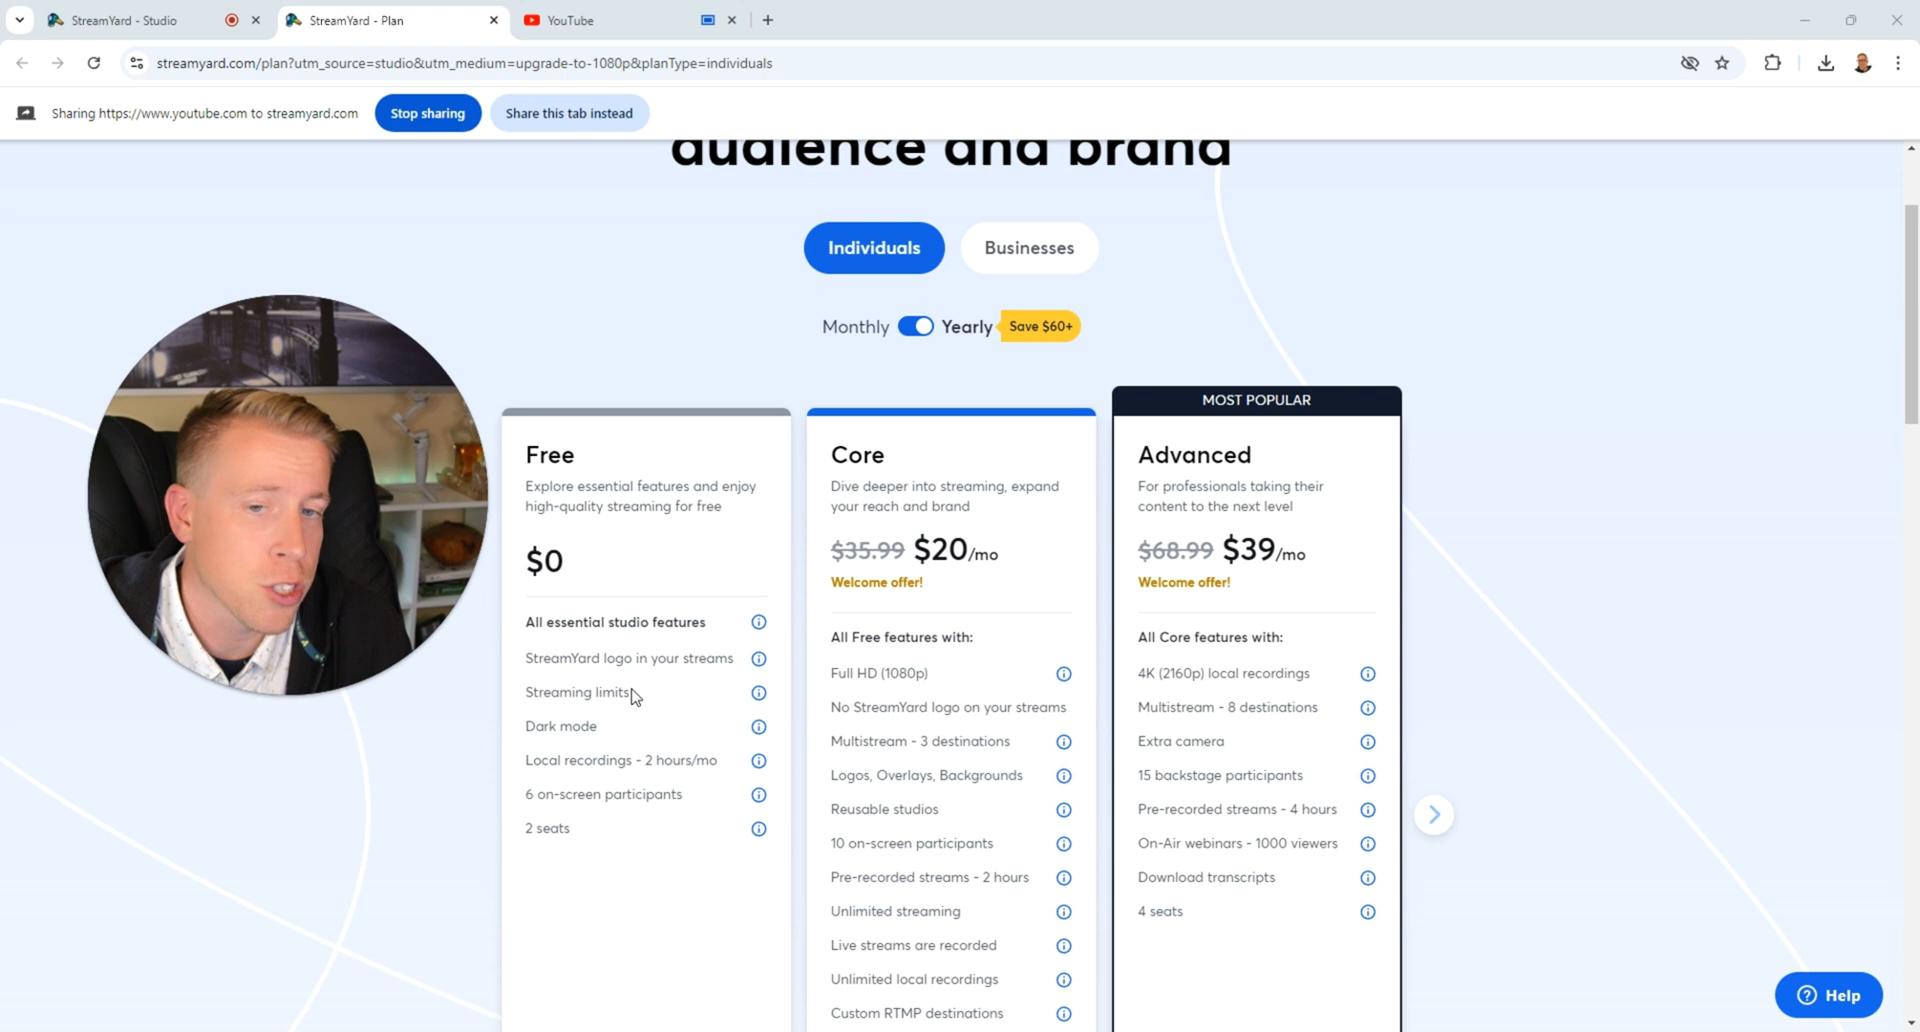 StreamYard - Studio
StreamYard - Plan
YouTube
streamyard.com/plan?utm_source=studio&utm_medium=upgrade-to-1080p&planType=individuals
Sharing https://www.youtube.com to streamyard.com
Stop sharing
Share this tab instead
audience and brand
Individuals
Businesses
Monthly
Yearly
Save $60+
Free
Explore essential features and enjoy
high-quality streaming for free
$0
All essential studio features
StreamYard logo in your streams
Streaming limits
Dark mode
Local recordings - 2 hours/mo
6 on-screen participants
2 seats
Core
Dive deeper into streaming, expand
your reach and brand
$35.99 $20/mo
Welcome offer!
All Free features with:
Full HD (1080p)
No StreamYard logo on your streams
Multistream - 3 destinations
Logos, Overlays, Backgrounds
Reusable studios
10 on-screen participants
Pre-recorded streams - 2 hours
Unlimited streaming
Live streams are recorded
Unlimited local recordings
Custom RTMP destinations
MOST POPULAR
Advanced
For professionals taking their
content to the next level
$68.99 $39/mo
Welcome offer!
All Core features with:
4K (2160p) local recordings
Multistream - 8 destinations
Extra camera
15 backstage participants
Pre-recorded streams - 4 hours
On-Air webinars - 1000 viewers
Download transcripts
4 seats
Help